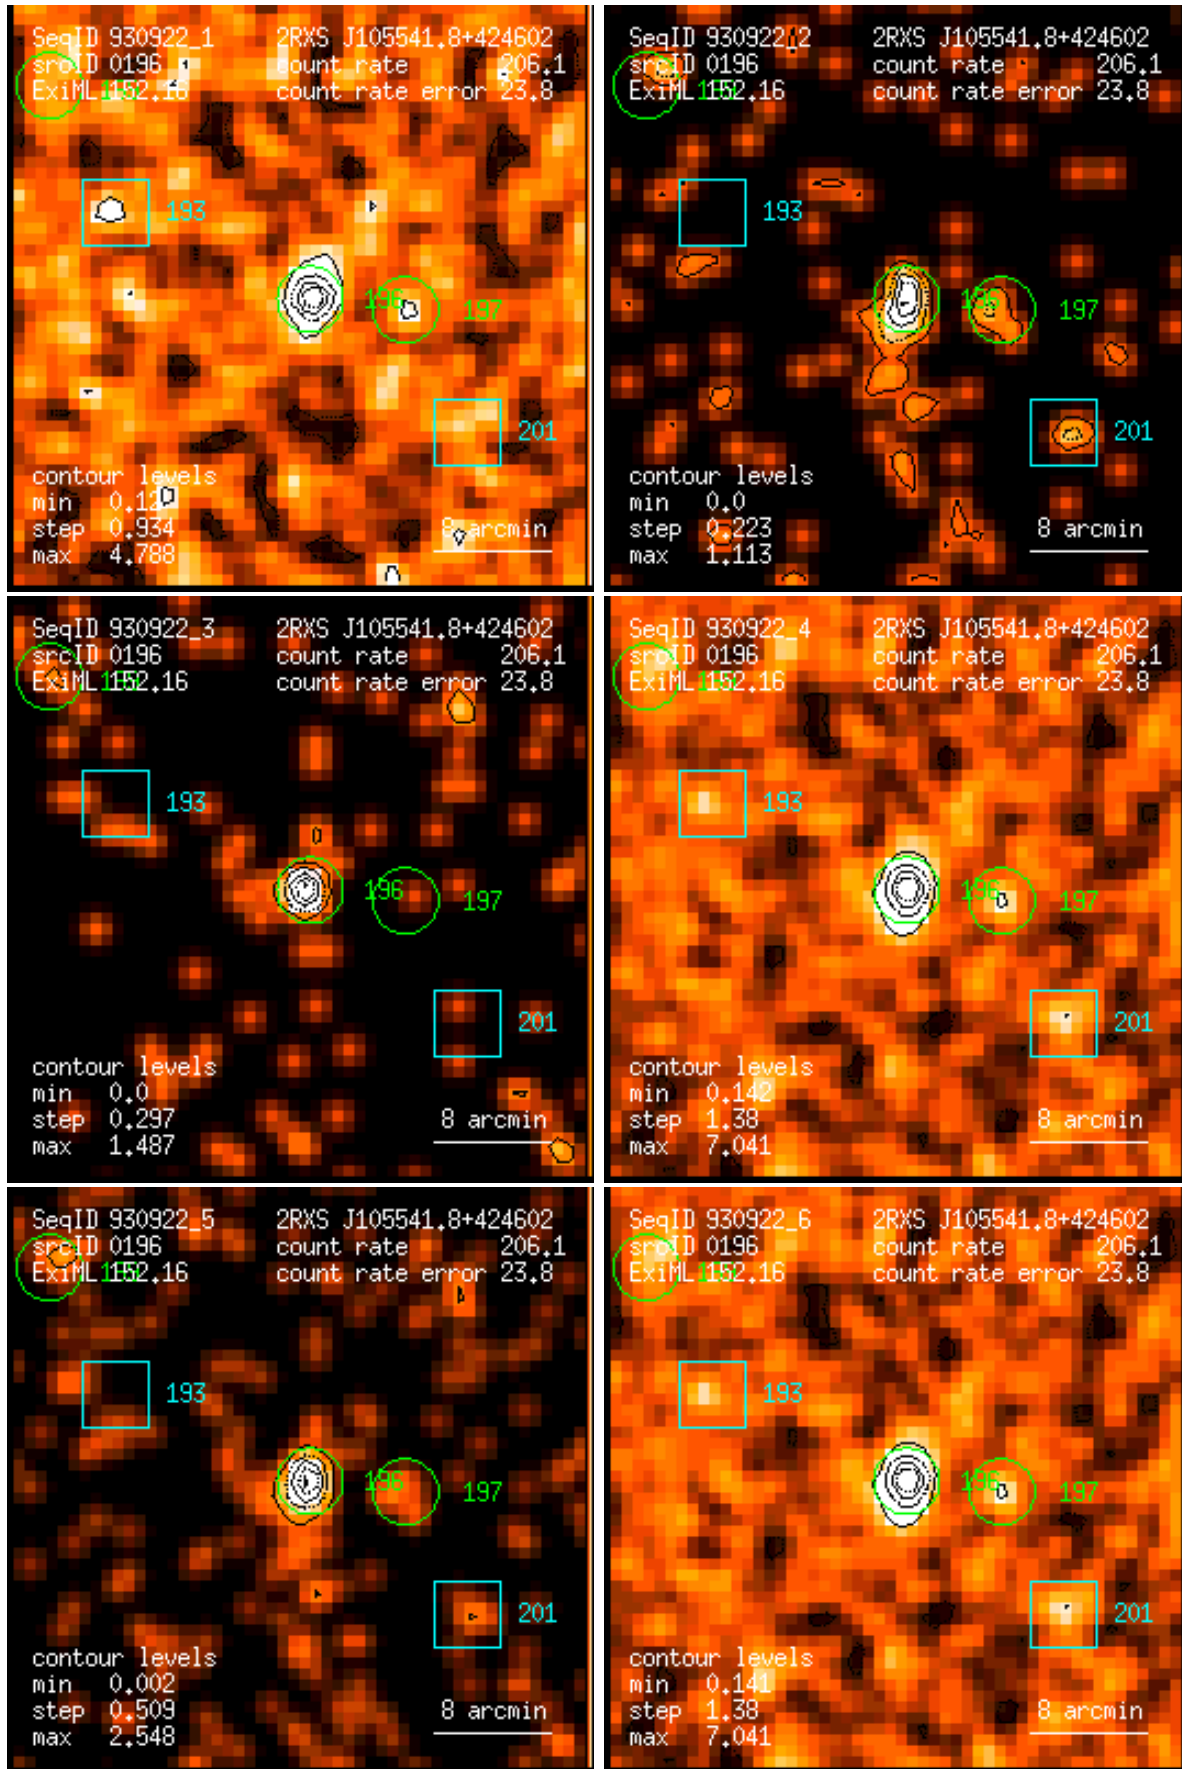 SeqID 930922_1 2RXS J105541.8+424602
srcID 0196 count rate 206.1
ExiML 152.16 count rate error 23.8
193
196 197
201
contour levels
min
step 0.934
max 4.788
8 arcmin
SeqID 930922_2 2RXS J105541.8+424602
srcID 0196 count rate 206.1
ExiML 152.16 count rate error 23.8
193
196 197
201
contour levels
min 0.0
step 0.223
max 1.113
8 arcmin
SeqID 930922_3 2RXS J105541.8+424602
srcID 0196 count rate 206.1
ExiML 152.16 count rate error 23.8
193
196 197
201
contour levels
min 0.0
step 0.297
max 1.487
8 arcmin
SeqID 930922_4 2RXS J105541.8+424602
srcID 0196 count rate 206.1
ExiML 152.16 count rate error 23.8
193
196 197
201
contour levels
min 0.142
step 1.38
max 7.041
8 arcmin
SeqID 930922_5 2RXS J105541.8+424602
srcID 0196 count rate 206.1
ExiML 152.16 count rate error 23.8
193
196 197
201
contour levels
min 0.002
step 0.509
max 2.548
8 arcmin
SeqID 930922_6 2RXS J105541.8+424602
srcID 0196 count rate 206.1
ExiML 152.16 count rate error 23.8
193
196 197
201
contour levels
min 0.141
step 1.38
max 7.041
8 arcmin